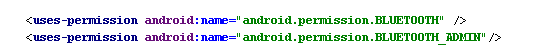 <uses-permission android:name="android.permission.BLUETOOTH" />
<uses-permission android:name="android.permission.BLUETOOTH_ADMIN"/>